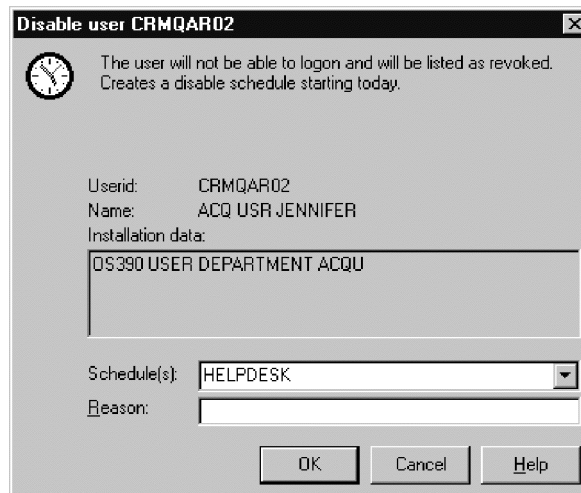 Disable user CRMQAR02
The user will not be able to logon and will be listed as revoked.
Creates a disable schedule starting today.
Userid: CRMQAR02
Name: ACQ USR JENNIFER
Installation data:
OS390 USER DEPARTMENT ACQU
Schedule(s): HELPDESK
Reason:
OK Cancel Help